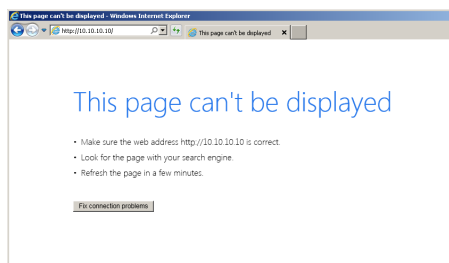 This page can't be displayed - Windows Internet Explorer
http://10.10.10.10/
This page can't be displayed
This page can't be displayed
• Make sure the web address http://10.10.10.10 is correct.
• Look for the page with your search engine.
• Refresh the page in a few minutes.
Fix connection problems